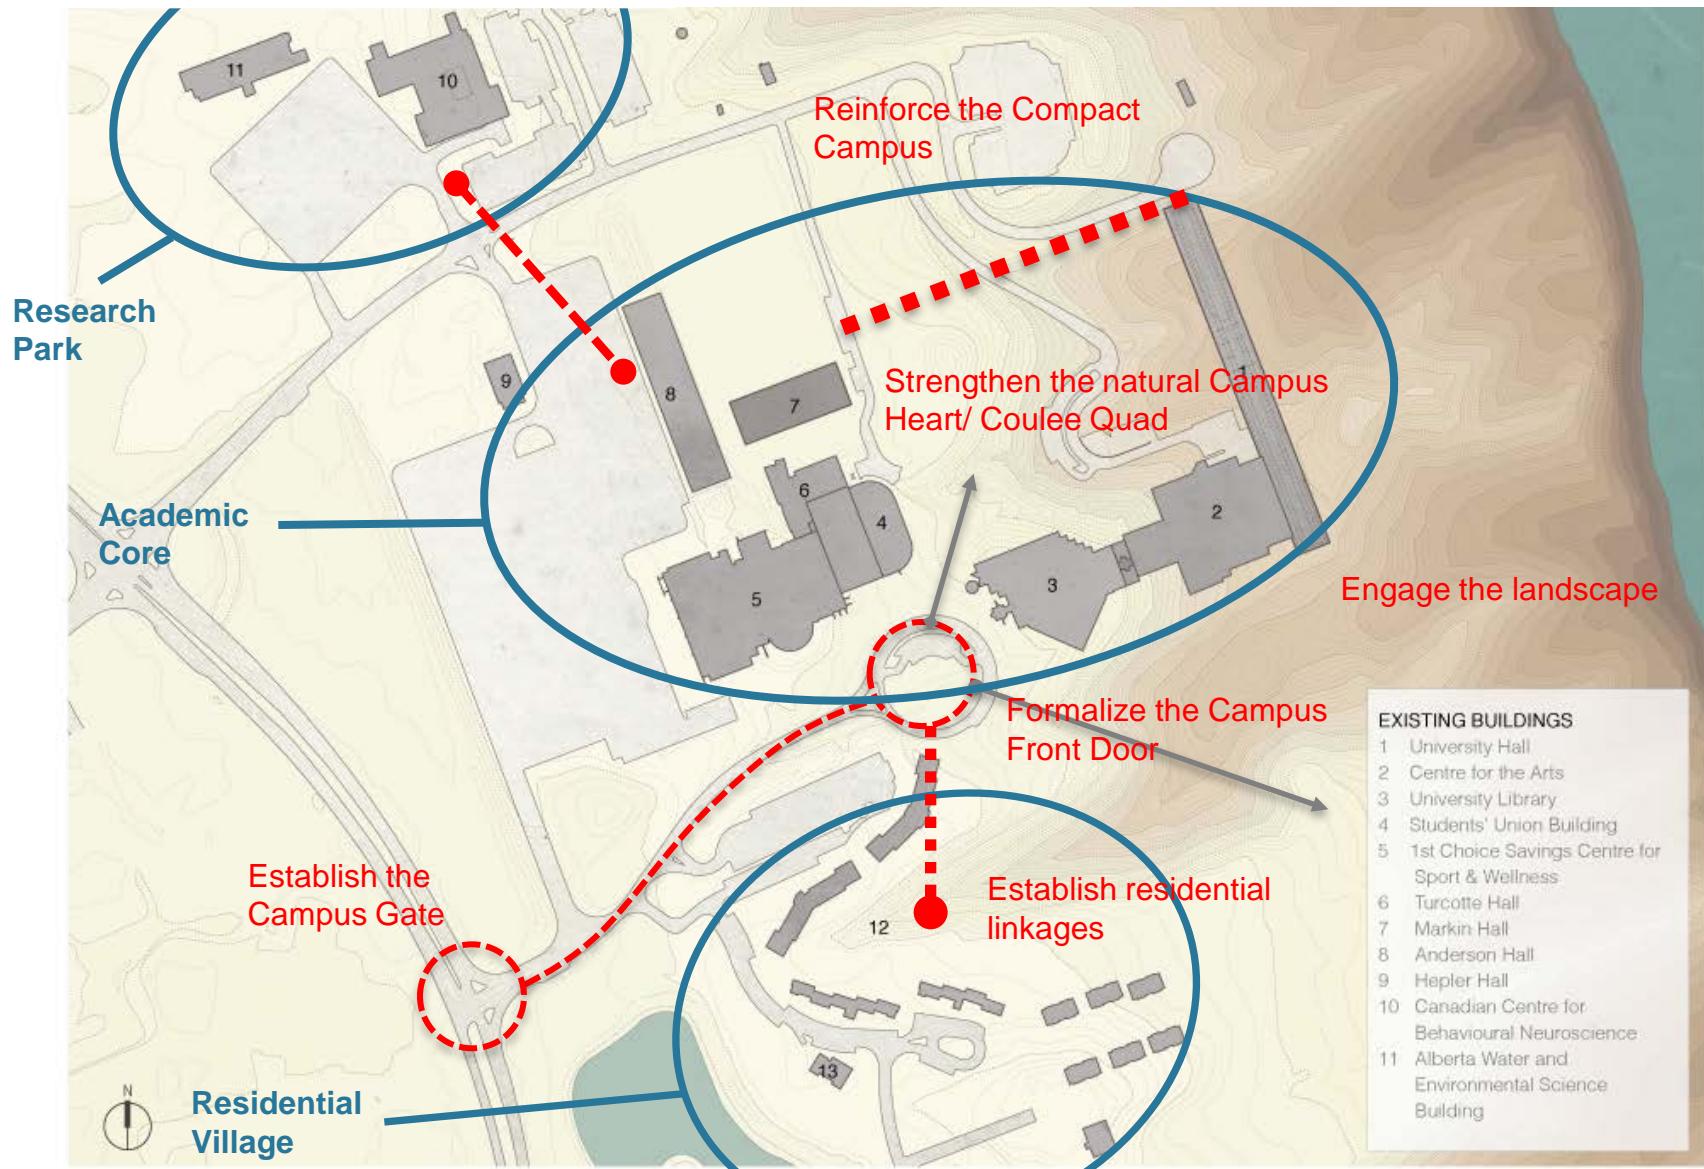 11
10
Reinforce the Compact
Campus
Research
Park
9
8
7
1
Strengthen the natural Campus
Heart/ Coulee Quad
6
4
2
Academic
Core
5
3
Engage the landscape
Formalize the Campus
Front Door
Establish the
Campus Gate
Establish residential
linkages
12
13
N
Residential
Village
EXISTING BUILDINGS
1 University Hall
2 Centre for the Arts
3 University Library
4 Students' Union Building
5 1st Choice Savings Centre for
Sport & Wellness
6 Turcotte Hall
7 Markin Hall
8 Anderson Hall
9 Hepler Hall
10 Canadian Centre for
Behavioural Neuroscience
11 Alberta Water and
Environmental Science
Building